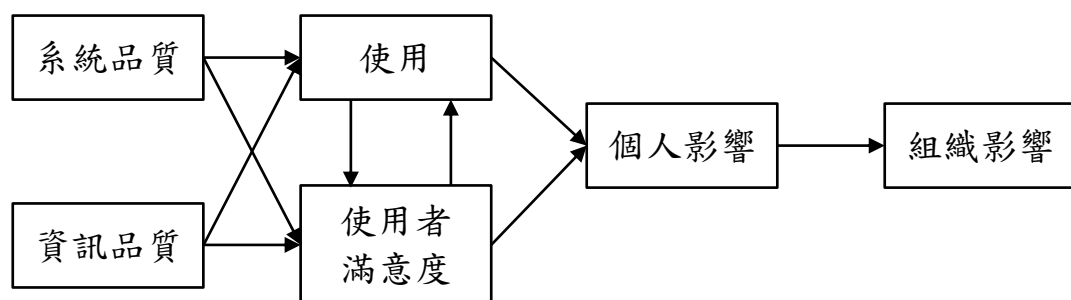 系統品質
使用
個人影響
組織影響
資訊品質
使用者
滿意度